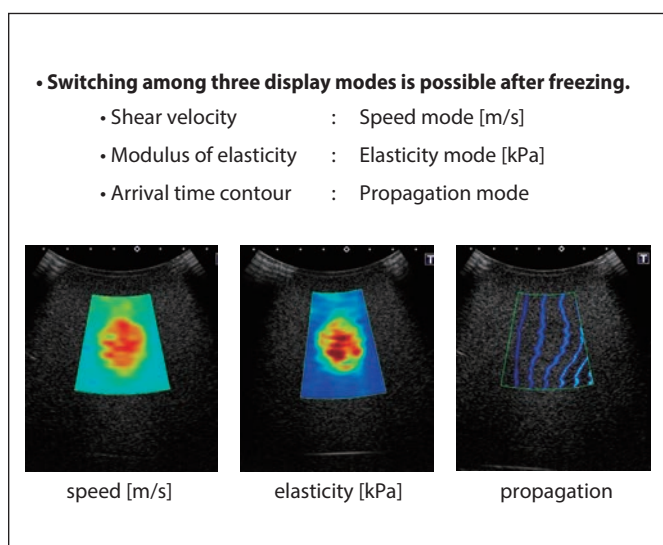 • Switching among three display modes is possible after freezing.
• Shear velocity : Speed mode [m/s]
• Modulus of elasticity : Elasticity mode [kPa]
• Arrival time contour : Propagation mode
T
T
speed [m/s] elasticity [kPa] propagation